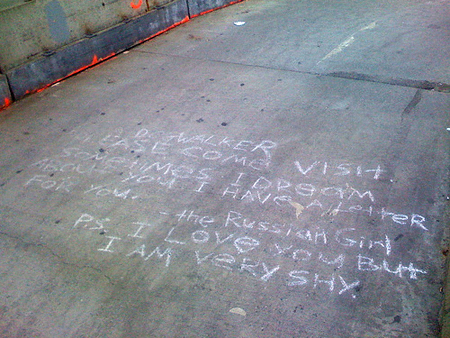 WALKER
PLEASE COME VISIT.
SOMETIMES I DREAM
ABOUT YOU I HAVE A LETTER
FOR YOU. - the Russian Girl
P.S. I Love you But
I AM Very SHY.